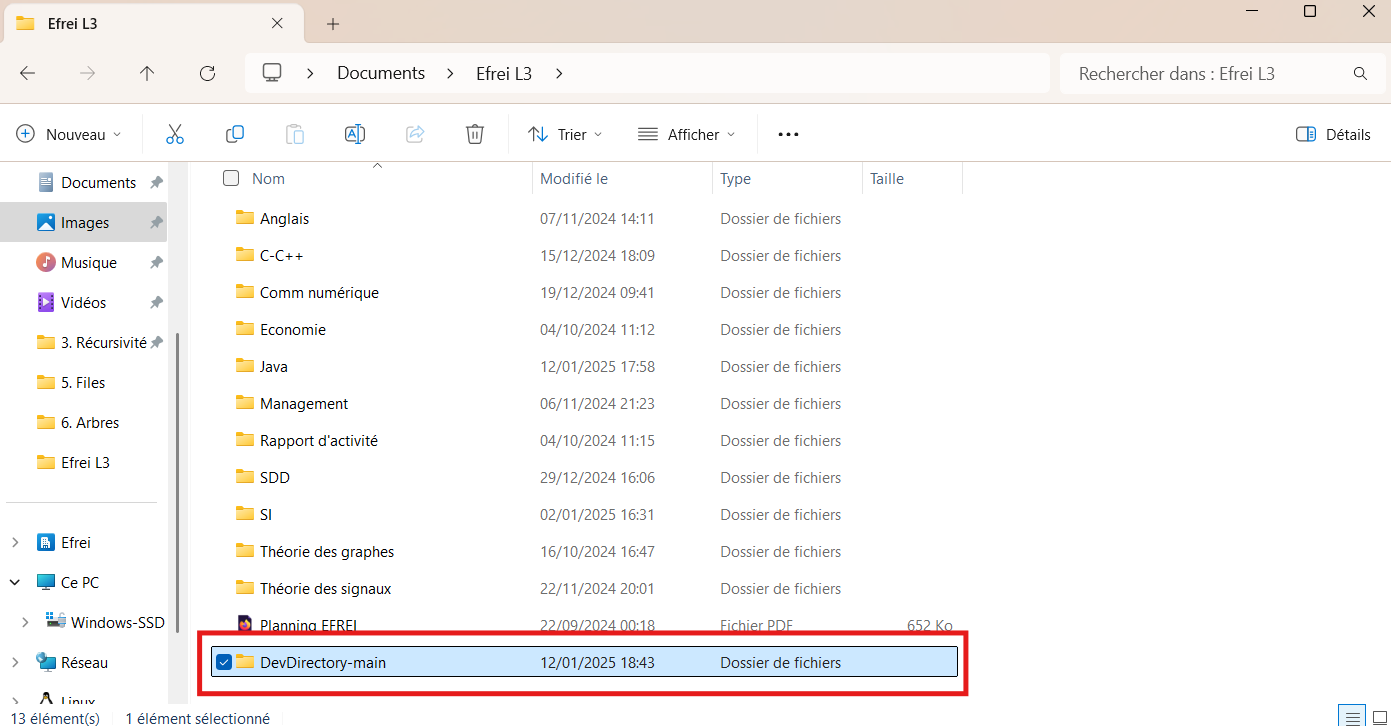 Efrei L3
Documents > Efrei L3 >
Rechercher dans : Efrei L3
Nouveau
Trier
Afficher
Détails
Documents
Images
Musique
Vidéos
3. Récursivité
5. Files
6. Arbres
Efrei L3
Efrei
Ce PC
Windows-SSD
Réseau
Linux
Nom Modifié le Type Taille
Anglais 07/11/2024 14:11 Dossier de fichiers
C-C++ 15/12/2024 18:09 Dossier de fichiers
Comm numérique 19/12/2024 09:41 Dossier de fichiers
Economie 04/10/2024 11:12 Dossier de fichiers
Java 12/01/2025 17:58 Dossier de fichiers
Management 06/11/2024 21:23 Dossier de fichiers
Rapport d'activité 04/10/2024 11:15 Dossier de fichiers
SDD 29/12/2024 16:06 Dossier de fichiers
SI 02/01/2025 16:31 Dossier de fichiers
Théorie des graphes 16/10/2024 16:47 Dossier de fichiers
Théorie des signaux 22/11/2024 20:01 Dossier de fichiers
Planning EFREI 22/09/2024 00:18 Fichier PDF 652 Ko
DevDirectory-main 12/01/2025 18:43 Dossier de fichiers
13 élément(s) 1 élément sélectionné